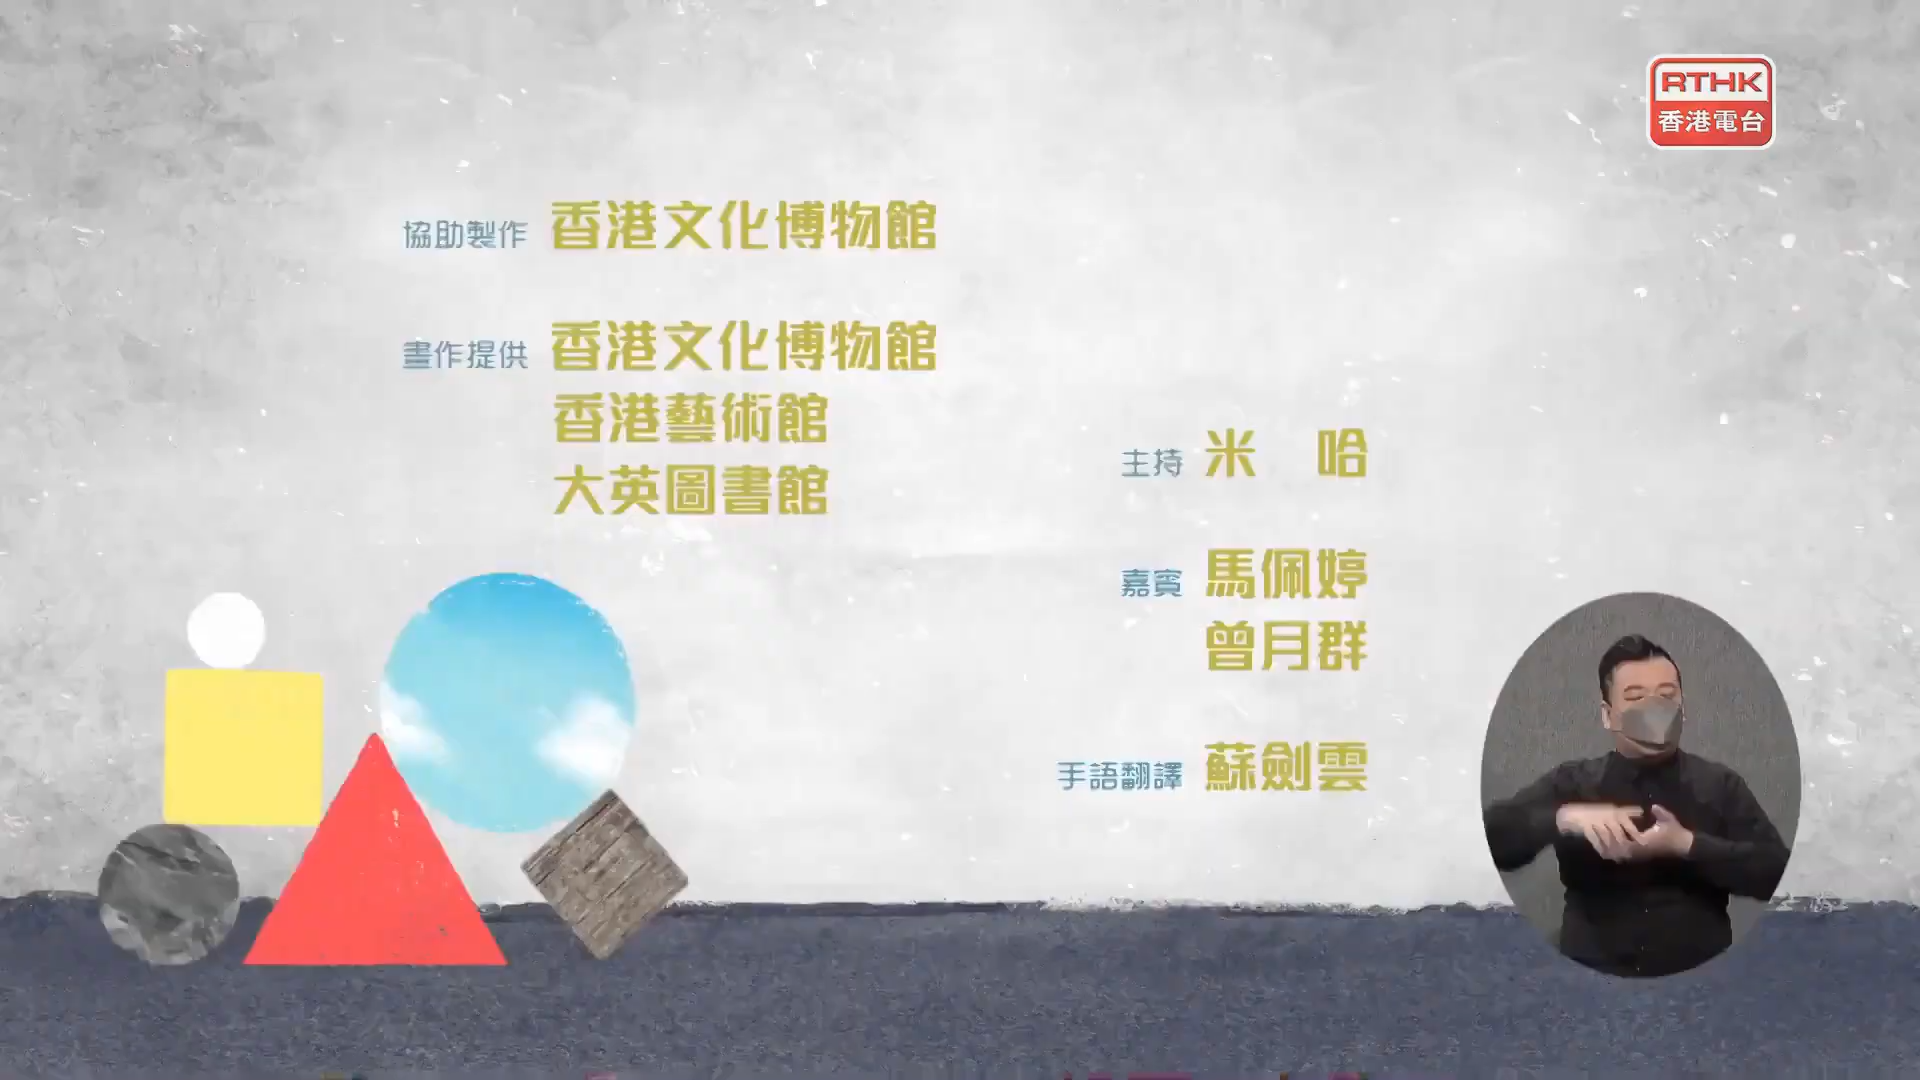 RTHK
香港電台
協助製作 香港文化博物館
畫作提供 香港文化博物館
香港藝術館
大英圖書館
主持 米 哈
嘉賓 馬佩婷
曾月群
手語翻譯 蘇劍雲